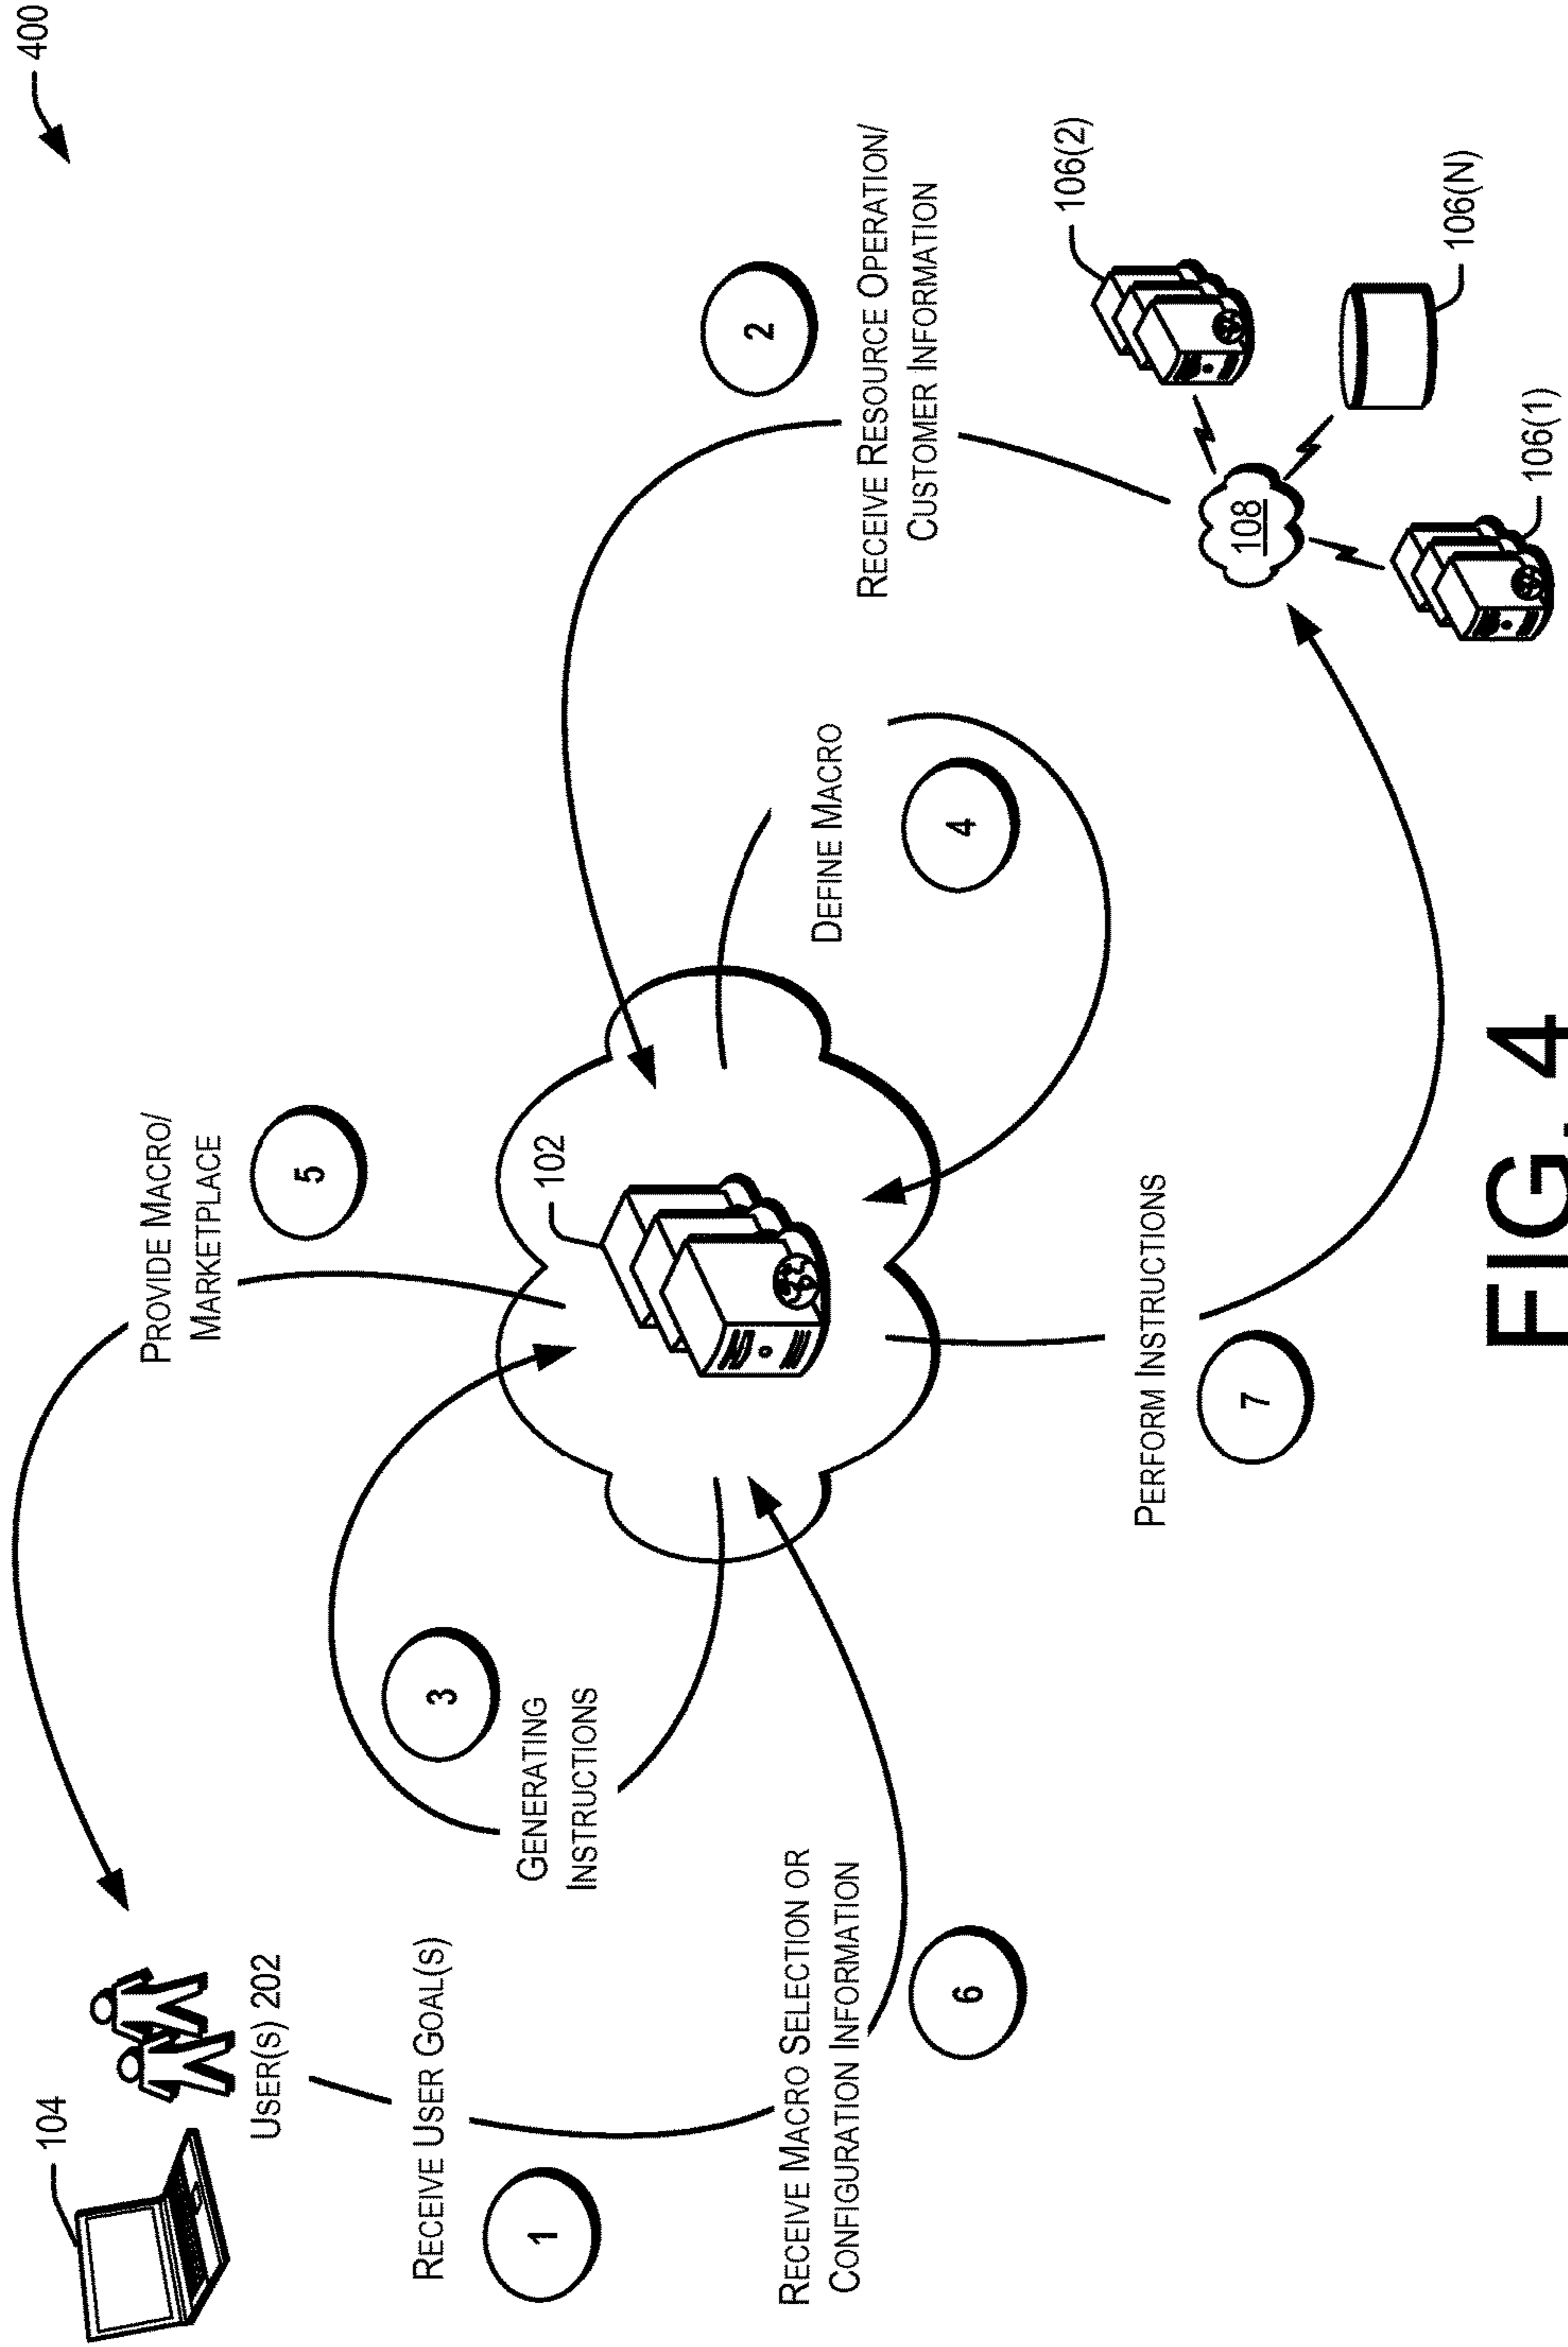 400
104
USER(S) 202
RECEIVE USER GOAL(S)
1
RECEIVE MACRO SELECTION OR
CONFIGURATION INFORMATION
6
GENERATING
INSTRUCTIONS
3
PROVIDE MACRO/
MARKETPLACE
5
102
DEFINE MACRO
4
RECEIVE RESOURCE OPERATION/
CUSTOMER INFORMATION
2
PERFORM INSTRUCTIONS
7
108
106(2)
106(N)
106(1)
FIG. 4